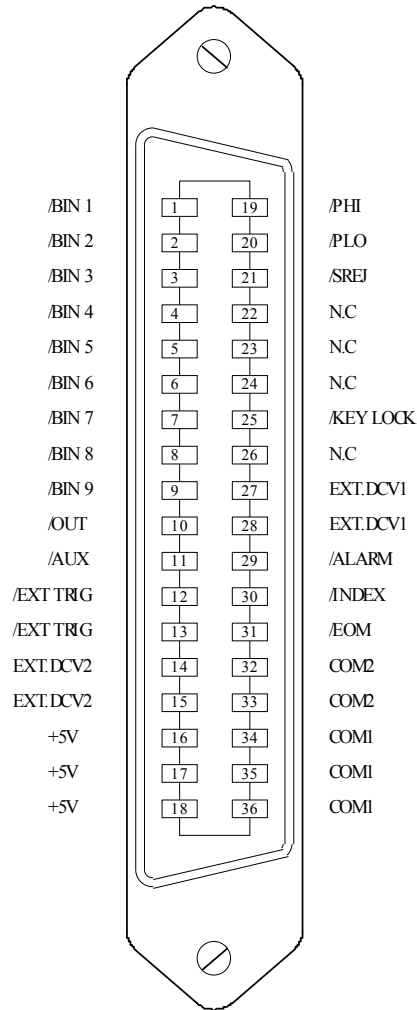 /BIN 1 1 19 /PHI
/BIN 2 2 20 /PLO
/BIN 3 3 21 /SREJ
/BIN 4 4 22 N.C
/BIN 5 5 23 N.C
/BIN 6 6 24 N.C
/BIN 7 7 25 /KEY LOCK
/BIN 8 8 26 N.C
/BIN 9 9 27 EXT.DCV1
/OUT 10 28 EXT.DCV1
/AUX 11 29 /ALARM
/EXT TRIG 12 30 /INDEX
/EXT TRIG 13 31 /EOM
EXT.DCV2 14 32 COM2
EXT.DCV2 15 33 COM2
+5V 16 34 COM1
+5V 17 35 COM1
+5V 18 36 COM1